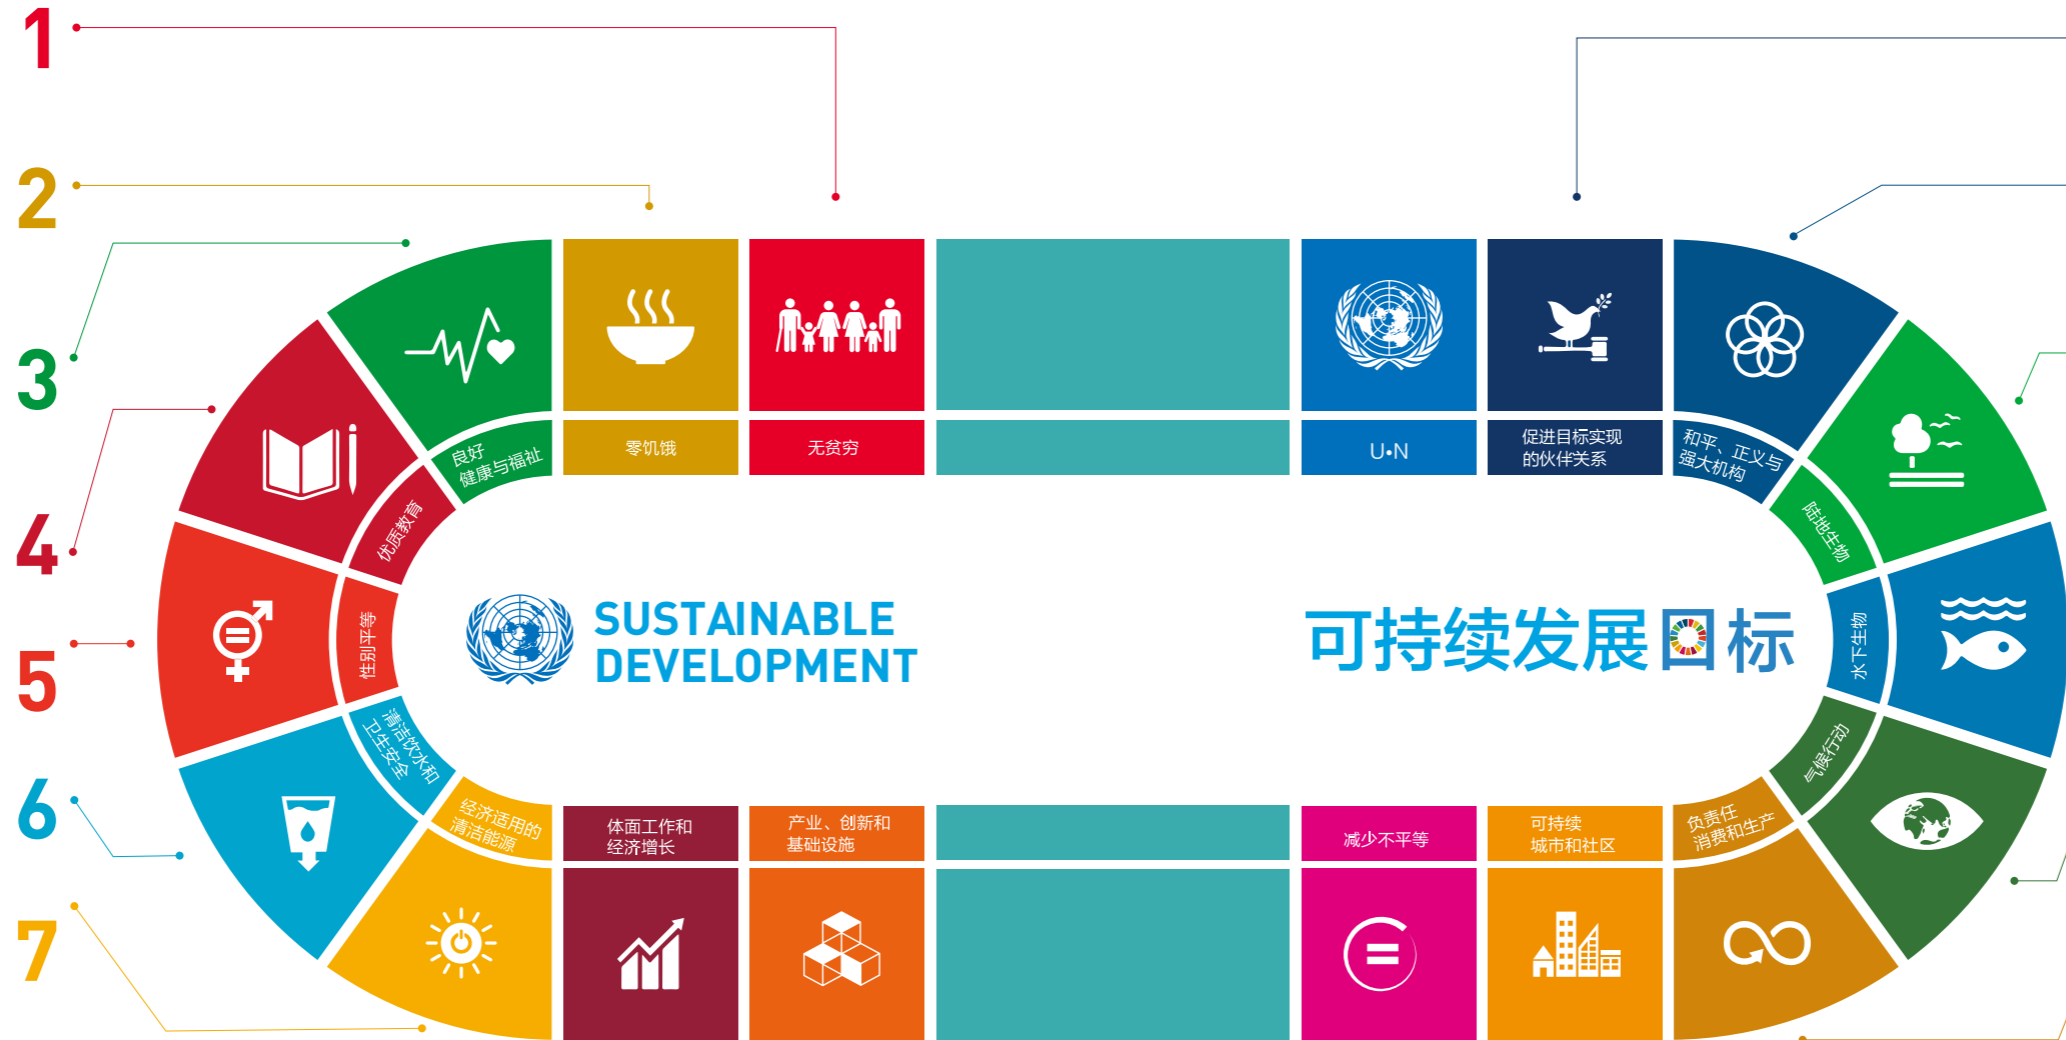 1
2
3
4
5
6
7
良好
健康与福祉
零饥饿
无贫穷
U•N
促进目标实现
的伙伴关系
和平、正义与
强大机构
优质教育
陆地生物
性别平等
SUSTAINABLE
DEVELOPMENT
可持续发展目标
水下生物
清洁饮水和
卫生安全
气候行动
经济适用的
清洁能源
体面工作和
经济增长
产业、创新和
基础设施
减少不平等
可持续
城市和社区
负责任
消费和生产